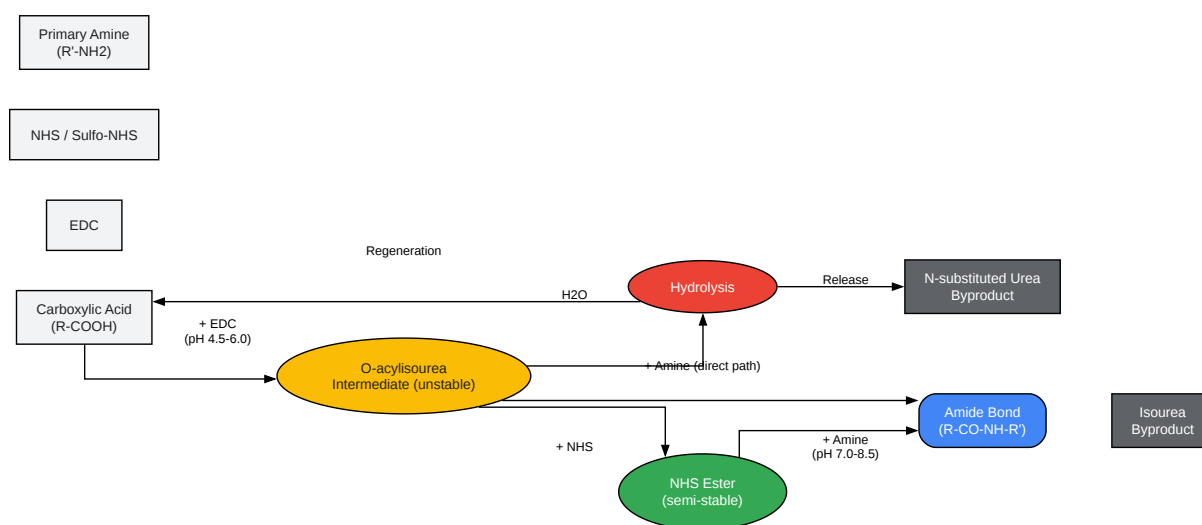 Primary Amine
(R'-NH2)
NHS / Sulfo-NHS
EDC
Regeneration
Carboxylic Acid
(R-COOH)
+ EDC
(pH 4.5-6.0)
H2O
Hydrolysis
Release
N-substituted Urea
Byproduct
O-acylisourea
Intermediate (unstable)
+ Amine (direct path)
Amide Bond
(R-CO-NH-R')
Isourea
Byproduct
+ NHS
+ Amine
(pH 7.0-8.5)
NHS Ester
(semi-stable)